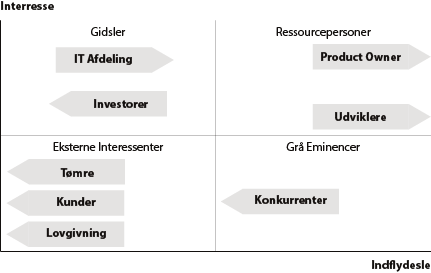 Interresse
Gidsler
Ressourcepersoner
IT Afdeling
Product Owner
Investorer
Udviklere
Eksterne Interessenter
Grå Eminencer
Tømre
Kunder
Konkurrenter
Lovgivning
Indflydesle